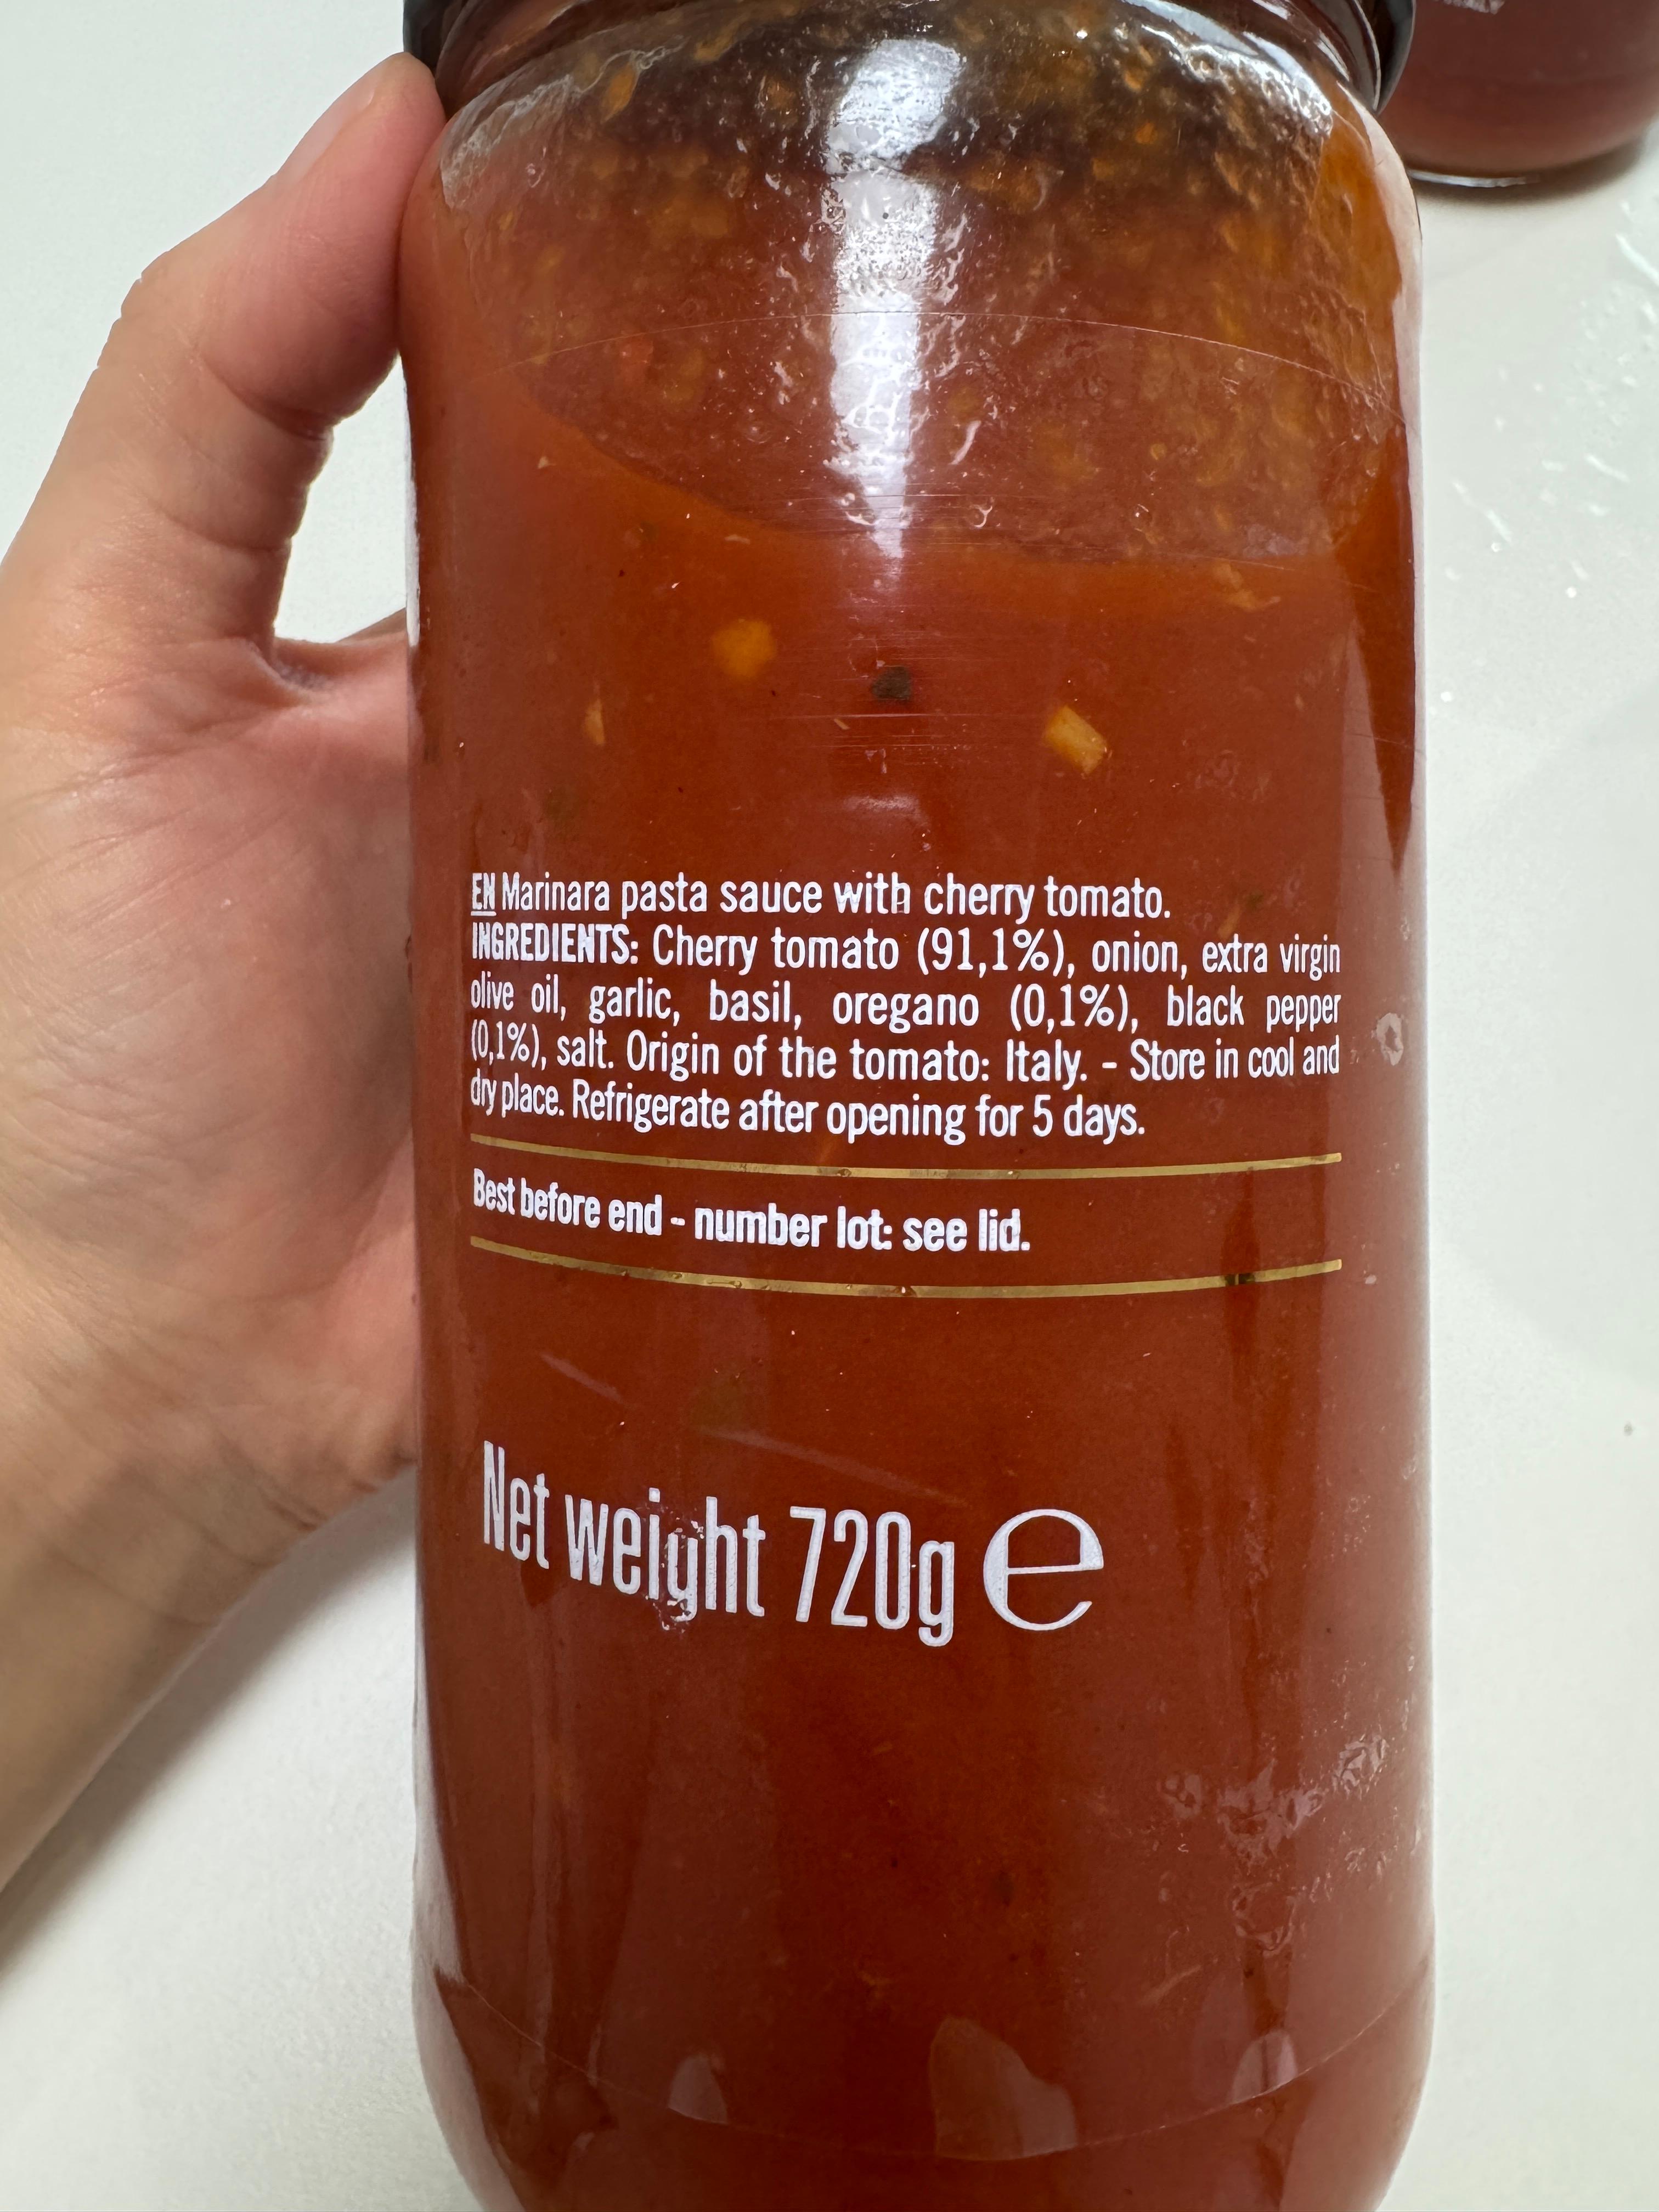 EN Marinara pasta sauce with cherry tomato.
INGREDIENTS: Cherry tomato (91,1%), onion, extra virgin
olive oil, garlic, basil, oregano (0,1%), black pepper
(0,1%), salt. Origin of the tomato: Italy. - Store in cool and
dry place. Refrigerate after opening for 5 days.
Best before end - number lot: see lid.
Net weight 720g e